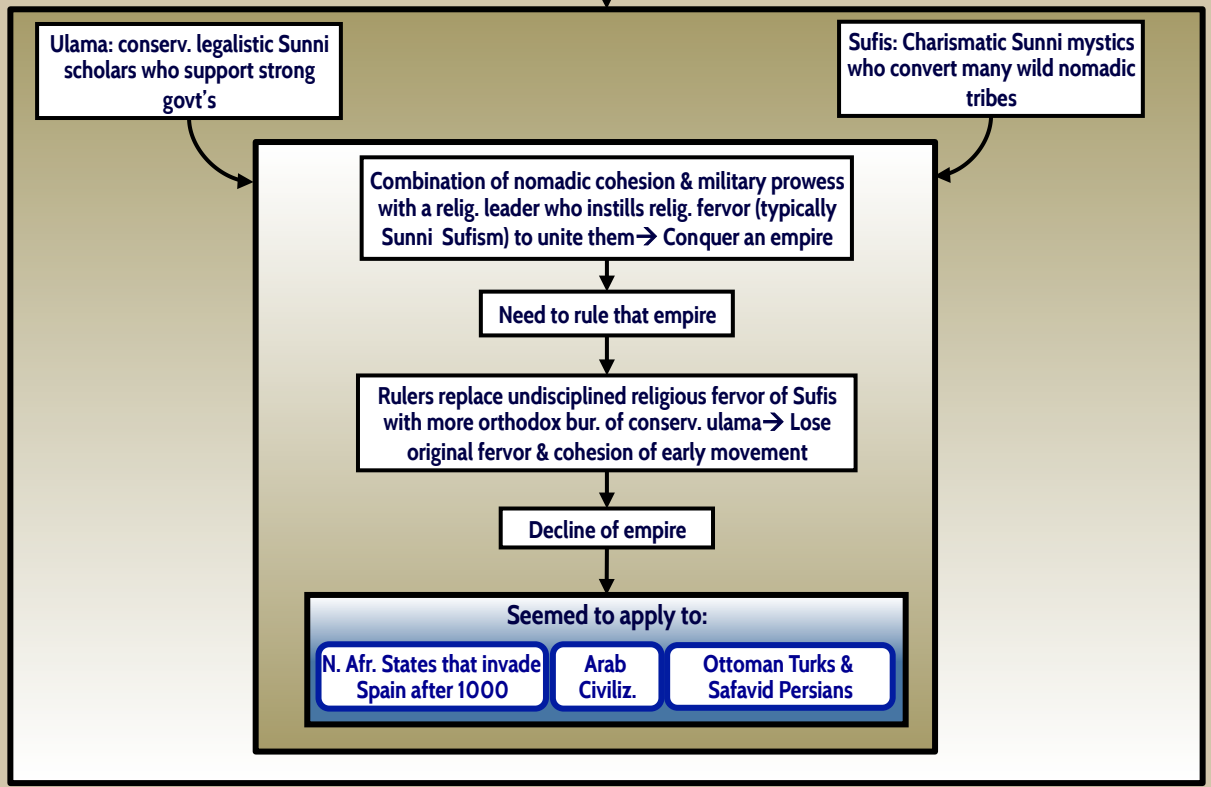 Ulama: conserv. legalistic Sunni
scholars who support strong
govt's
Sufis: Charismatic Sunni mystics
who convert many wild nomadic
tribes
Combination of nomadic cohesion & military prowess
with a relig. leader who instills relig. fervor (typically
Sunni Sufism) to unite them→ Conquer an empire
Need to rule that empire
Rulers replace undisciplined religious fervor of Sufis
with more orthodox bur. of conserv. ulama→ Lose
original fervor & cohesion of early movement
Decline of empire
Seemed to apply to:
N. Afr. States that invade
Spain after 1000
Arab
Civiliz.
Ottoman Turks &
Safavid Persians